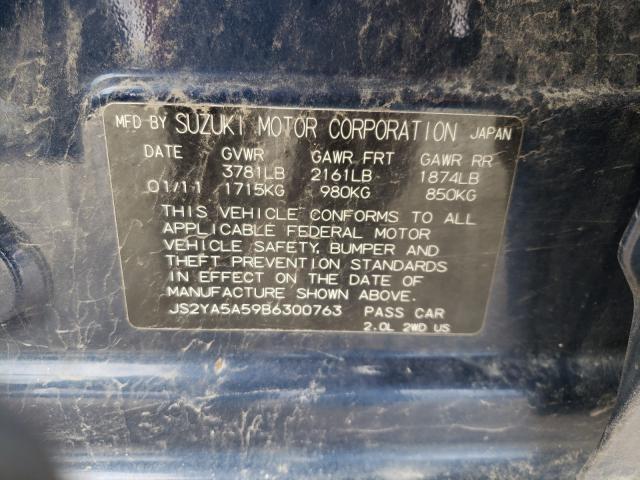 MFD BY SUZUKI MOTOR CORPORATION JAPAN
DATE GVWR GAWR FRT GAWR RR
3781LB 2161LB 1874LB
01/11 1715KG 980KG 850KG
THIS VEHICLE CONFORMS TO ALL
APPLICABLE FEDERAL MOTOR
VEHICLE SAFETY, BUMPER AND
THEFT PREVENTION STANDARDS
IN EFFECT ON THE DATE OF
MANUFACTURE SHOWN ABOVE.
JS2YA5A59B6300763 PASS CAR
2.0L 2WD US